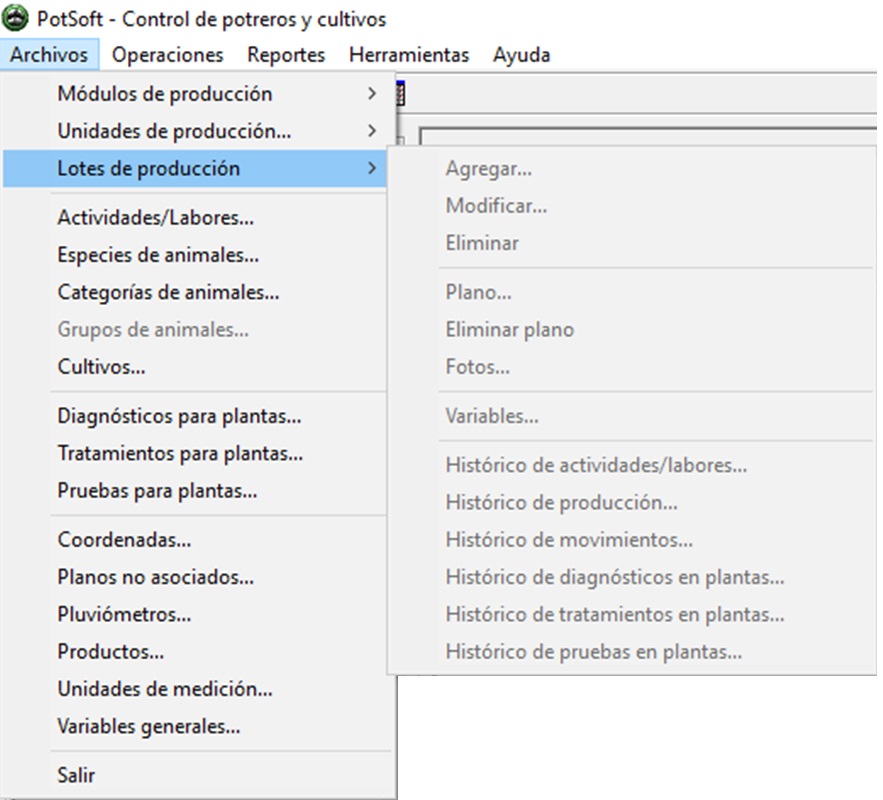 PotSoft - Control de potreros y cultivos
Archivos Operaciones Reportes Herramientas Ayuda
Módulos de producción
Unidades de producción...
Lotes de producción
Actividades/Labores...
Especies de animales...
Categorías de animales...
Grupos de animales...
Cultivos...
Diagnósticos para plantas...
Tratamientos para plantas...
Pruebas para plantas...
Coordenadas...
Planos no asociados...
Pluviómetros...
Productos...
Unidades de medición...
Variables generales...
Salir
Agregar...
Modificar...
Eliminar
Plano...
Eliminar plano
Fotos...
Variables...
Histórico de actividades/labores...
Histórico de producción...
Histórico de movimientos...
Histórico de diagnósticos en plantas...
Histórico de tratamientos en plantas...
Histórico de pruebas en plantas...